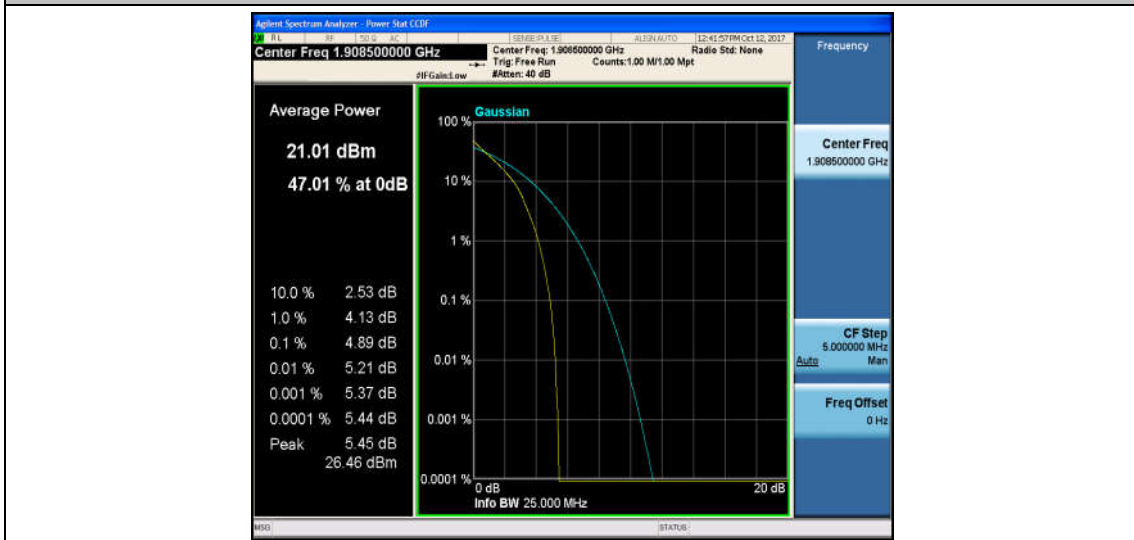 Agilent Spectrum Analyzer - Power Stat CCDF
RL RF 50 Ω AC SENSE:PULSE ALIGN AUTO 12:41:57 PM Oct 12, 2017
Center Freq 1.908500000 GHz
Center Freq: 1.908500000 GHz Radio Std: None
Trig: Free Run Counts:1.00 M/1.00 Mpt
#IFGain:Low #Atten: 40 dB
Frequency
Average Power
21.01 dBm
47.01 % at 0dB
10.0 % 2.53 dB
1.0 % 4.13 dB
0.1 % 4.89 dB
0.01 % 5.21 dB
0.001 % 5.37 dB
0.0001 % 5.44 dB
Peak 5.45 dB
26.46 dBm
Gaussian
100 %
10 %
1 %
0.1 %
0.01 %
0.001 %
0.0001 %
0 dB 20 dB
Info BW 25.000 MHz
Center Freq
1.908500000 GHz
CF Step
5.000000 MHz
Auto Man
Freq Offset
0 Hz
MSG STATUS